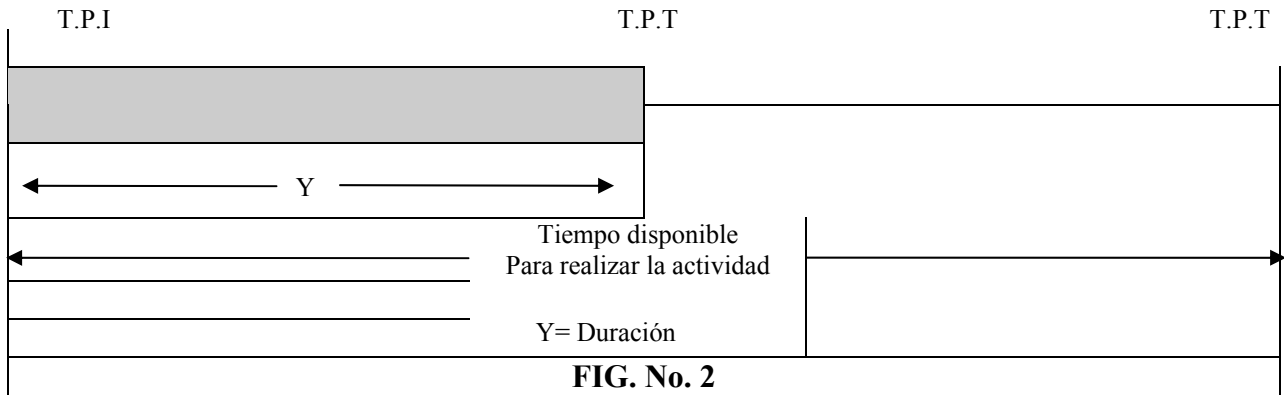 T.P.I T.P.T T.P.T
Y
Tiempo disponible
Para realizar la actividad
Y= Duración
FIG. No. 2